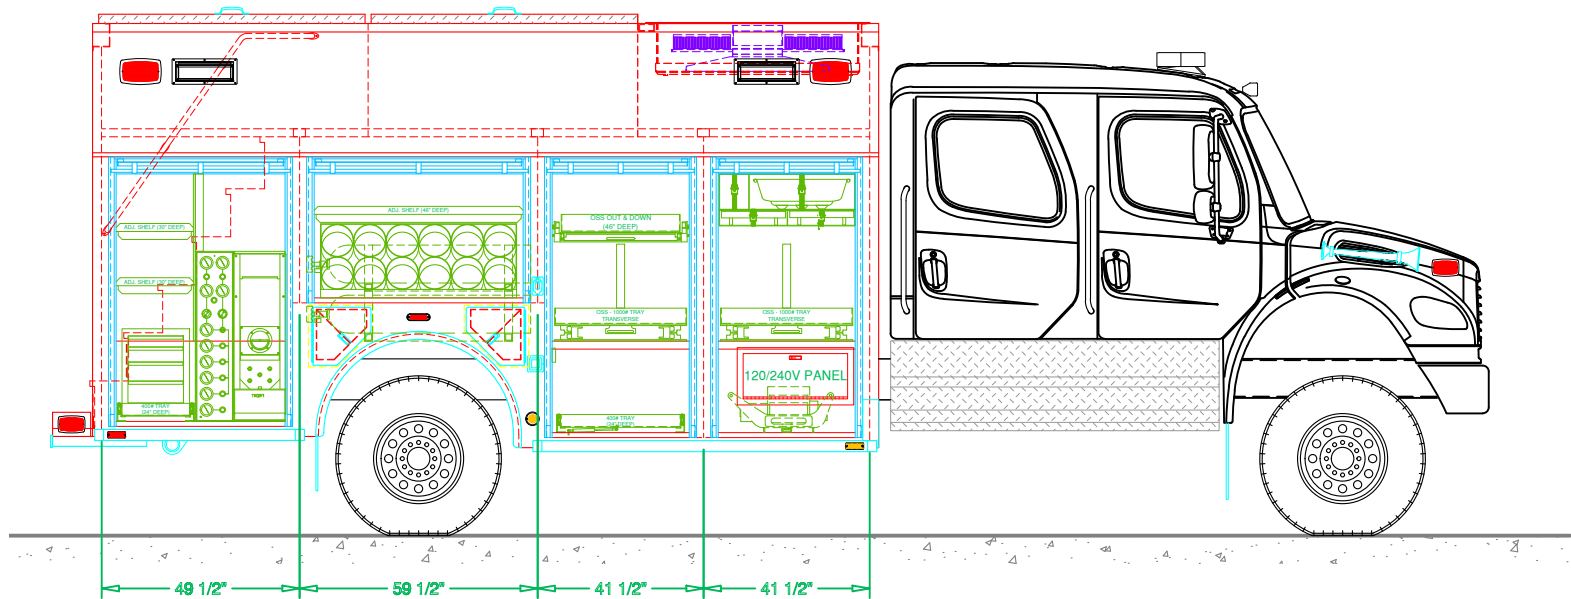 ADJ. SHELF (46" DEEP)
OSS OUT & DOWN
(46" DEEP)
ADJ. SHELF (30" DEEP)
ADJ. SHELF (30" DEEP)
OSS - 1000# TRAY
TRANSVERSE
OSS - 1000# TRAY
TRANSVERSE
120/240V PANEL
400# TRAY
(24" DEEP)
400# TRAY
(24" DEEP)
49 1/2"
59 1/2"
41 1/2"
41 1/2"